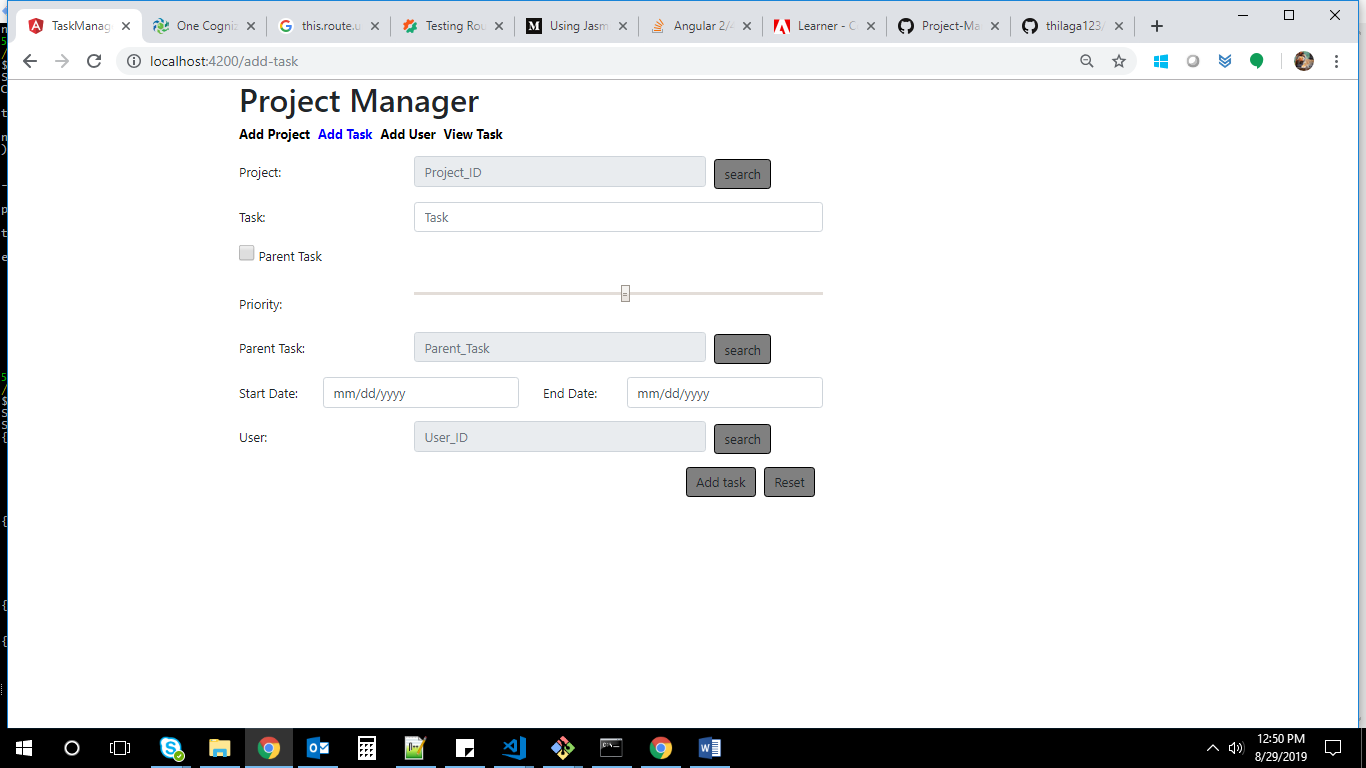 TaskManag
One Cogniz
this.route.u
Testing Rou
Using Jasm
Angular 2/4
Learner - C
Project-Ma
thilaga123/
localhost:4200/add-task
Project Manager
Add Project Add Task Add User View Task
Project: Project_ID search
Task: Task
Parent Task
Priority:
Parent Task: Parent_Task search
Start Date: mm/dd/yyyy End Date: mm/dd/yyyy
User: User_ID search
Add task Reset
12:50 PM
8/29/2019